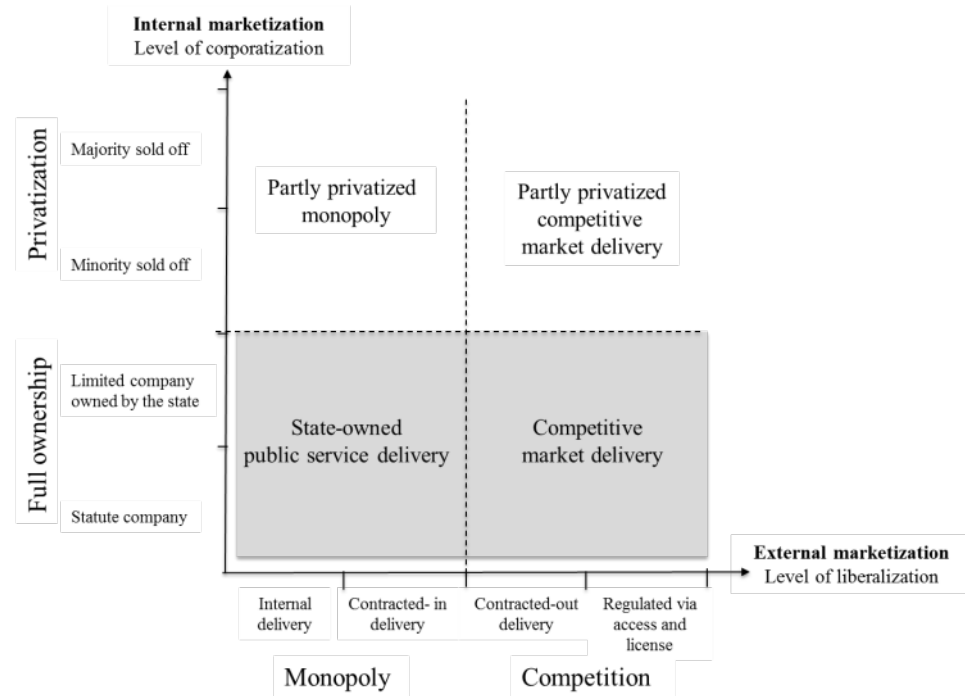 Internal marketization
Level of corporatization
Privatization
Majority sold off
Partly privatized
monopoly
Partly privatized
competitive
market delivery
Minority sold off
Full ownership
Limited company
owned by the state
State-owned
public service delivery
Competitive
market delivery
Statute company
External marketization
Level of liberalization
Internal
delivery
Contracted- in
delivery
Contracted-out
delivery
Regulated via
access and
license
Monopoly
Competition